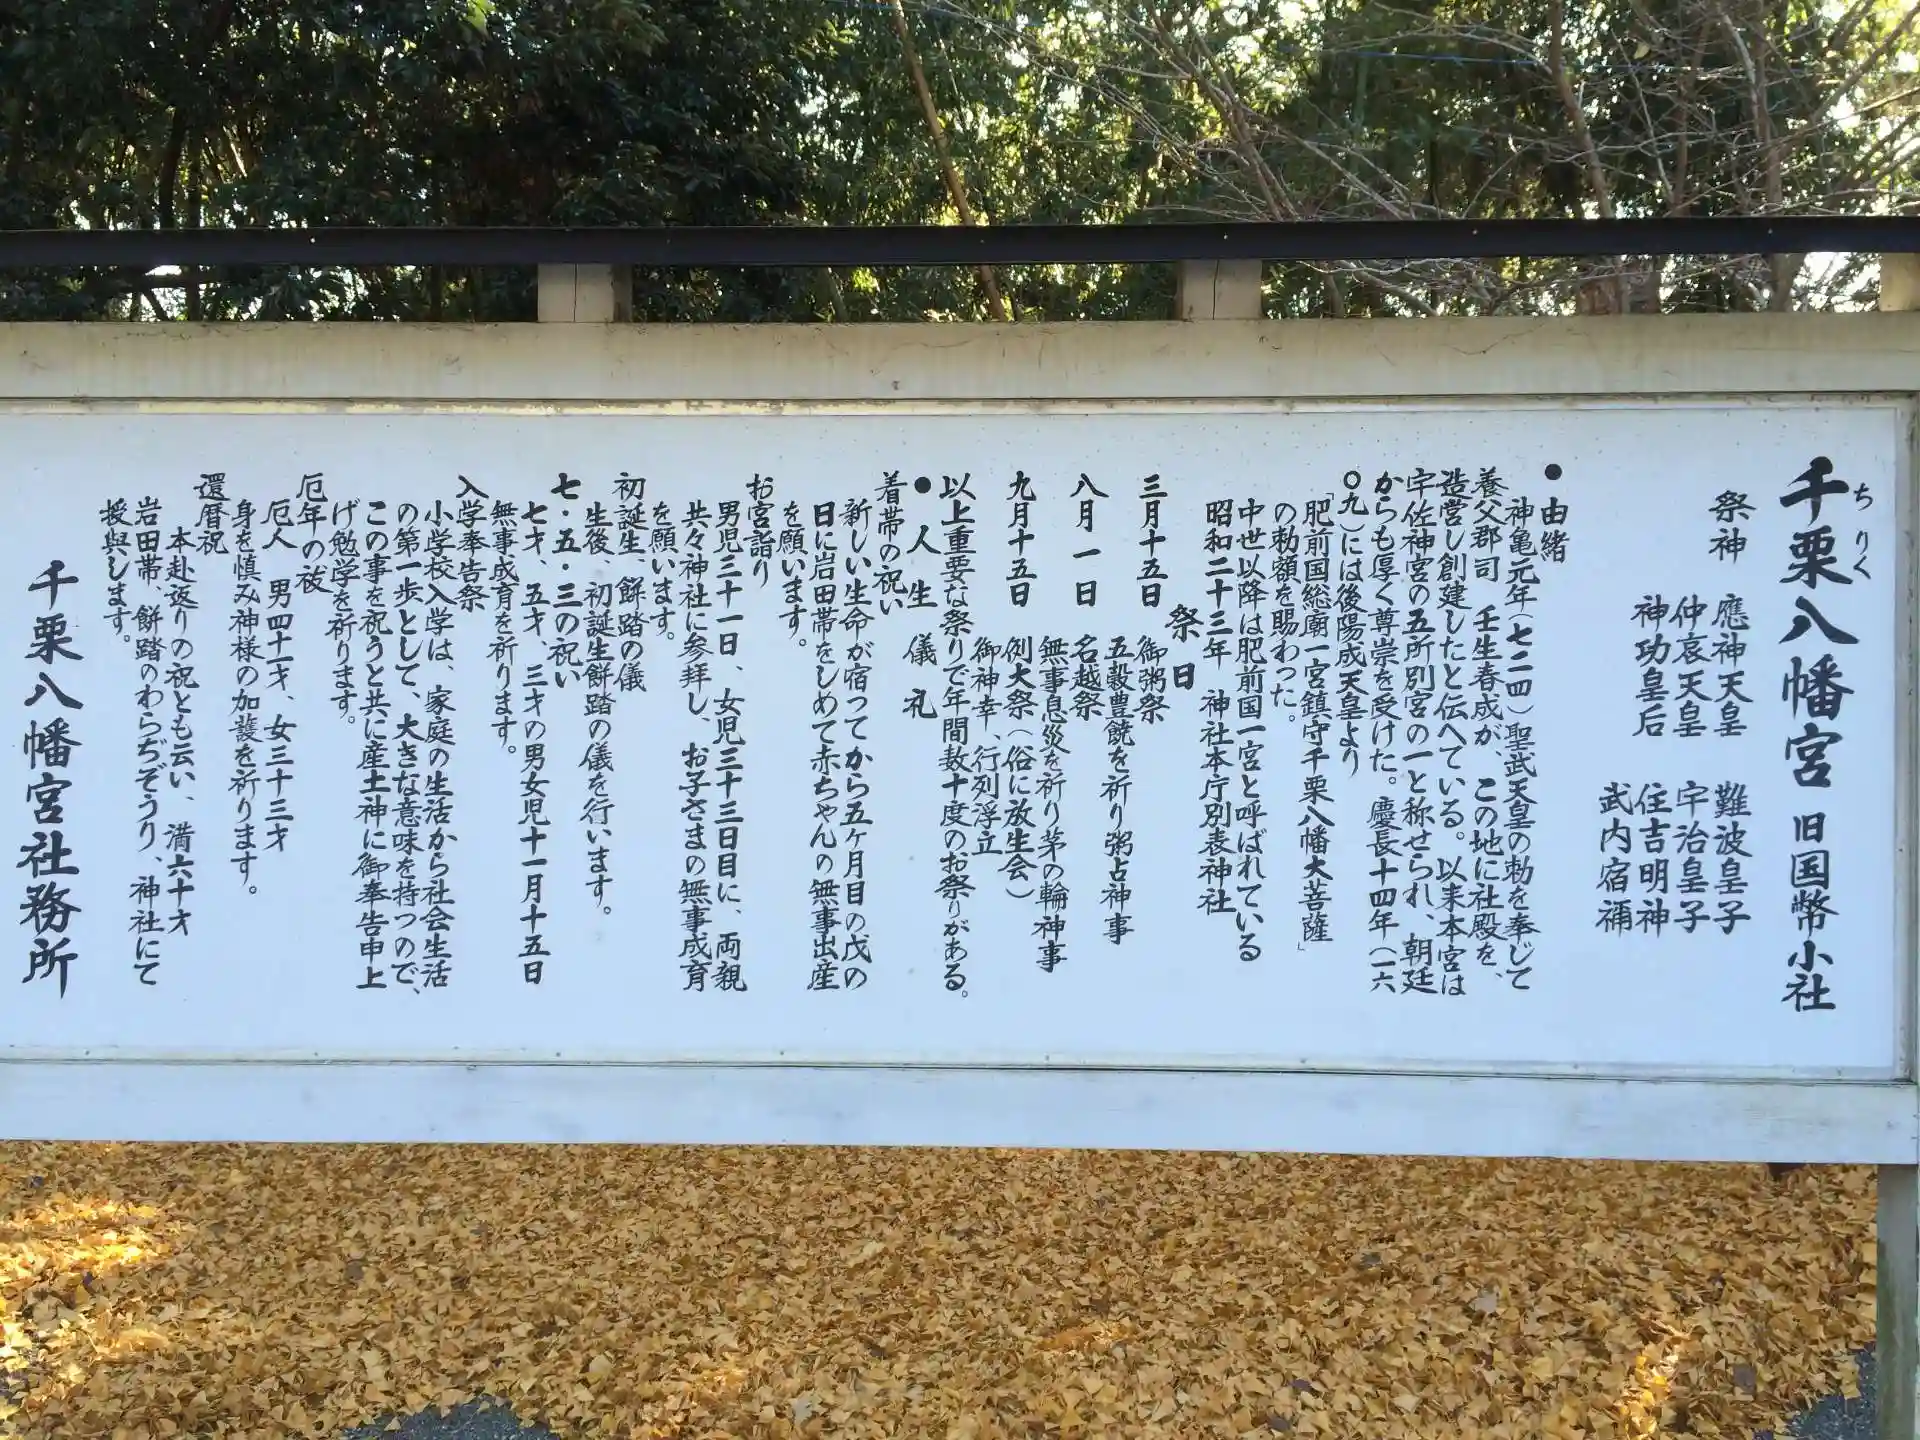 千栗八幡宮 旧国幣小社
ちりく
祭神 應神天皇 難波皇子
仲哀天皇 宇治皇子
神功皇后 住吉明神
武内宿禰
●由緒
神亀元年(七二四)聖武天皇の勅を奉じて
養父郡司 壬生春成が、この地に社殿を、
造営し創建したと伝へている。以来本宮は
宇佐神宮の五所別宮の一と称せられ、朝廷
からも厚く尊崇を受けた。慶長十四年(一六
〇九)には後陽成天皇より
「肥前国総廟一宮鎮守千栗八幡大菩薩」
の勅額を賜わった。
中世以降は肥前国一宮と呼ばれている
昭和二十三年 神社本庁別表神社
祭日
三月十五日 御粥祭
五穀豊饒を祈り粥占神事
八月一日 名越祭
無事息災を祈り茅の輪神事
九月十五日 例大祭(俗に放生会)
御神幸、行列浮立
以上重要な祭りで年間数十度のお祭りがある。
●人生儀礼
着帯の祝い
新しい生命が宿ってから五ヶ月目の戊の
日に岩田帯をしめて赤ちゃんの無事出産
を願います。
お宮詣り
男児三十一日、女児三十三日目に、両親
共々神社に参拝し、お子さまの無事成育
を願います。
初誕生、餅踏の儀
生後、初誕生餅踏の儀を行います。
七・五・三の祝い
七才、五才、三才の男女児十一月十五日
無事成育を祈ります。
入学奉告祭
小学校入学は、家庭の生活から社会生活
の第一歩として、大きな意味を持つので、
この事を祝うと共に産土神に御奉告申上
げ勉学を祈ります。
厄年の祓
厄人 男四十一才、女三十三才
身を慎み神様の加護を祈ります。
還暦祝
本卦返りの祝とも云い、満六十才
岩田帯、餅踏のわらぢぞうり、神社にて
授與します。
千栗八幡宮社務所